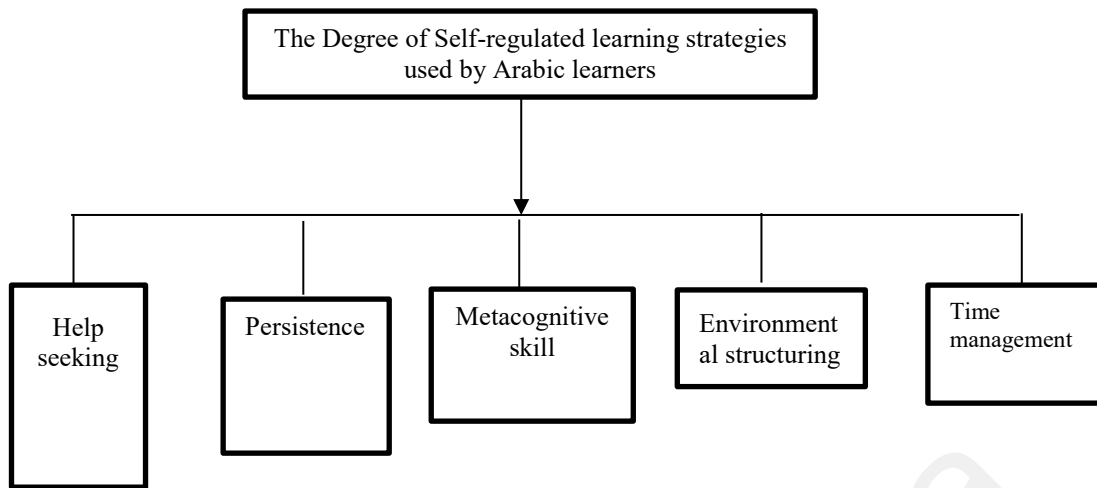 The Degree of Self-regulated learning strategies
used by Arabic learners
Help
seeking
Persistence
Metacognitive
skill
Environment
al structuring
Time
management